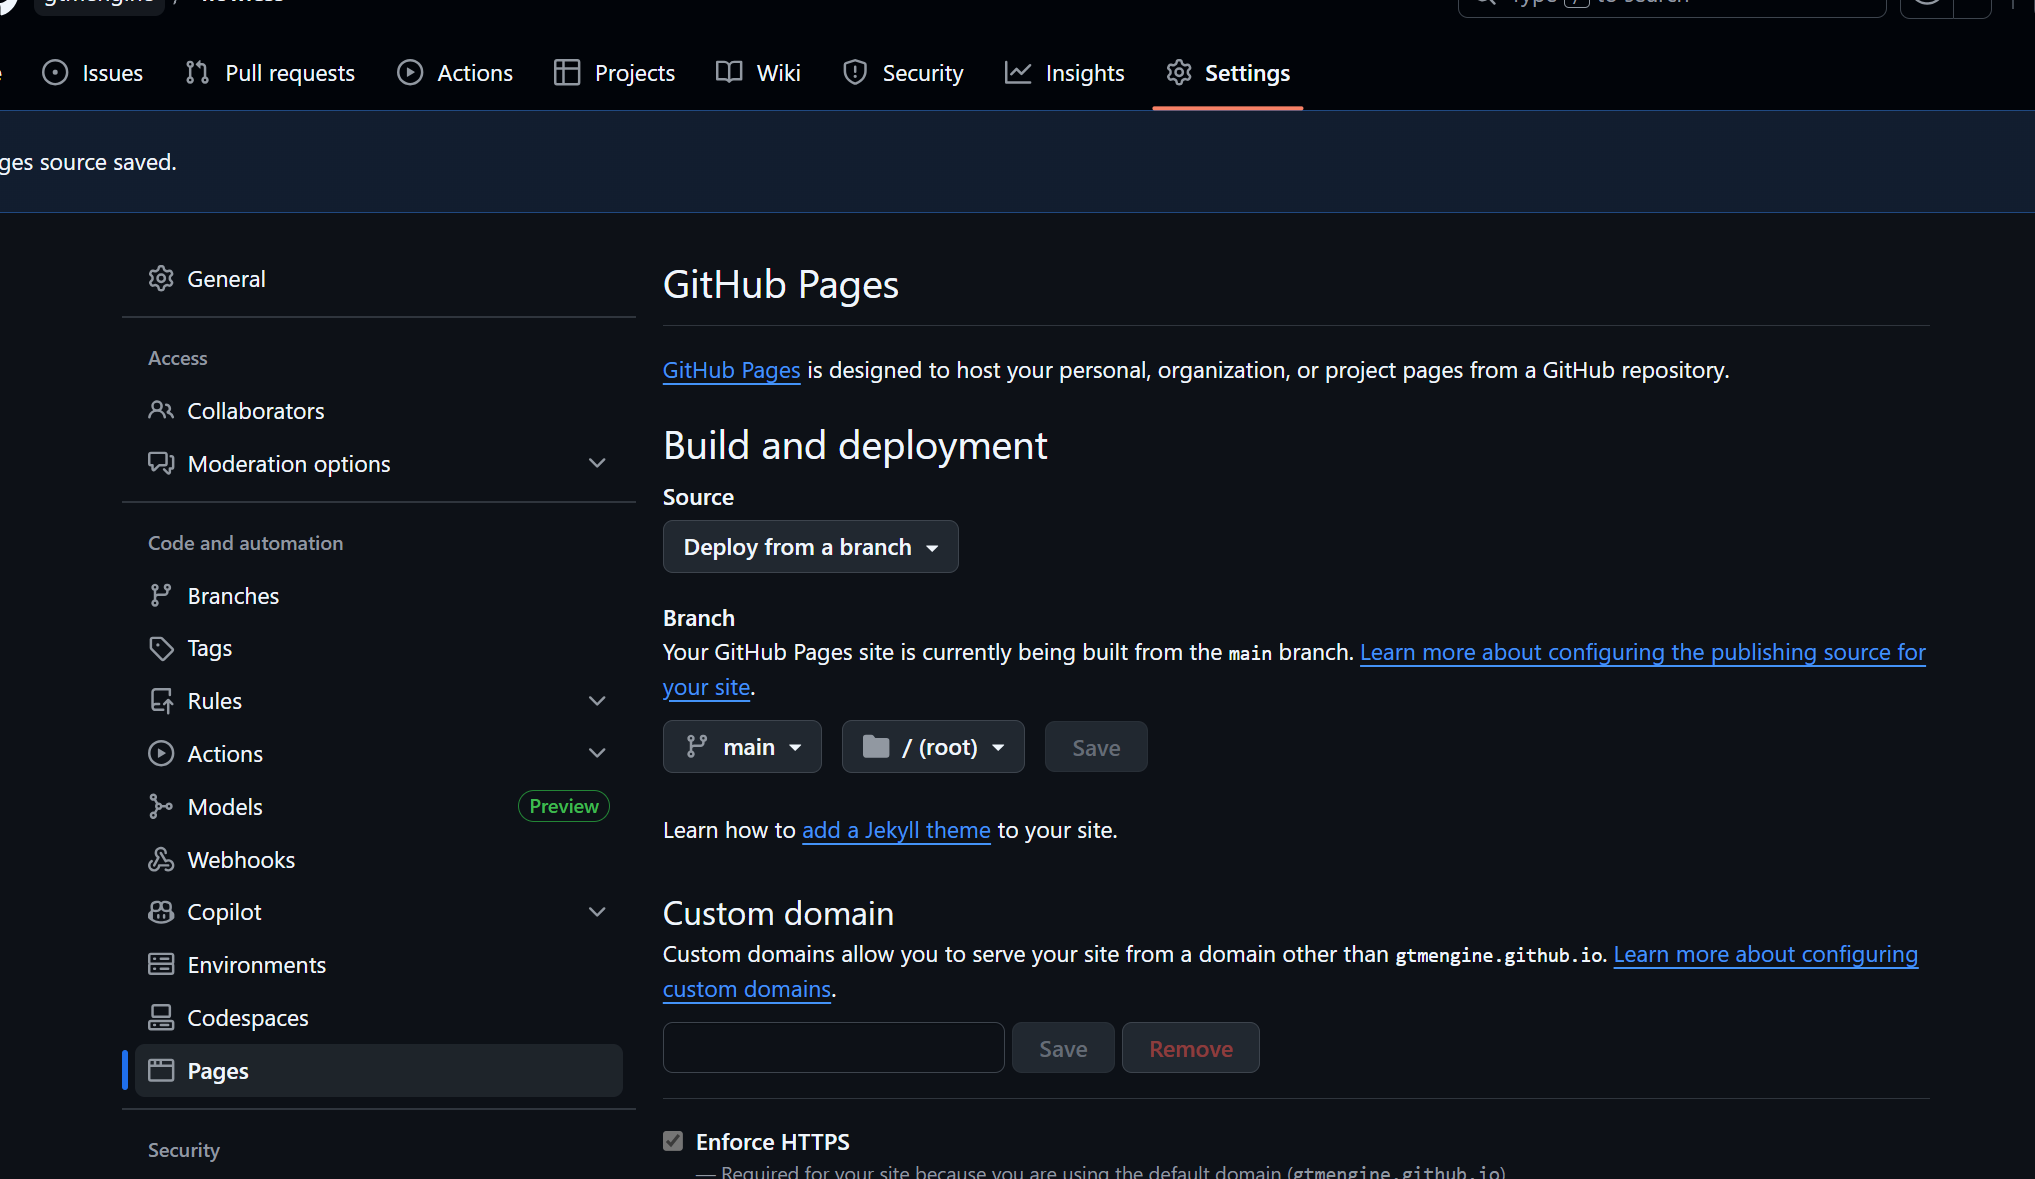 gtmengine /
Type / to search
Issues
Pull requests
Actions
Projects
Wiki
Security
Insights
Settings
ges source saved.
General
Access
Collaborators
Moderation options
Code and automation
Branches
Tags
Rules
Actions
Models
Preview
Webhooks
Copilot
Environments
Codespaces
Pages
Security
GitHub Pages
GitHub Pages is designed to host your personal, organization, or project pages from a GitHub repository.
Build and deployment
Source
Deploy from a branch
Branch
Your GitHub Pages site is currently being built from the main branch. Learn more about configuring the publishing source for
your site.
main
/ (root)
Save
Learn how to add a Jekyll theme to your site.
Custom domain
Custom domains allow you to serve your site from a domain other than gtmengine.github.io. Learn more about configuring
custom domains.
Save
Remove
Enforce HTTPS
— Required for your site because you are using the default domain (gtmengine.github.io)